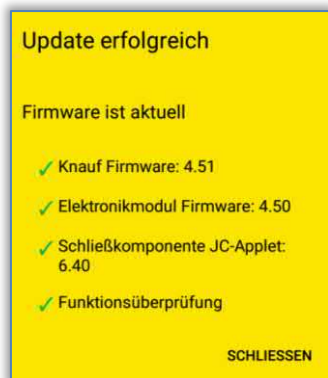 Update erfolgreich
Firmware ist aktuell
✓ Knauf Firmware: 4.51
✓ Elektronikmodul Firmware: 4.50
✓ Schließkomponente JC-Applet:
6.40
✓ Funktionsüberprüfung
SCHLIESSEN